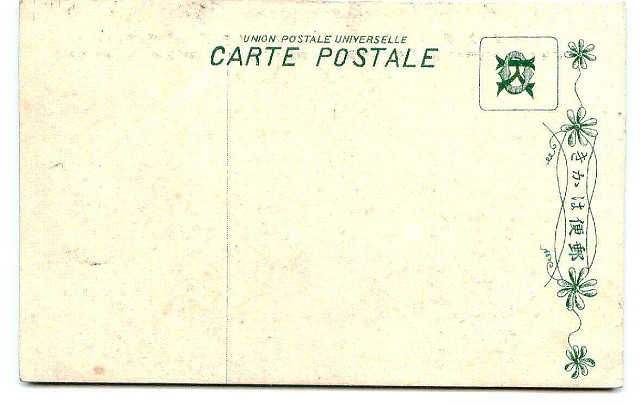 UNION POSTALE UNIVERSELLE
CARTE POSTALE
郵便はかき